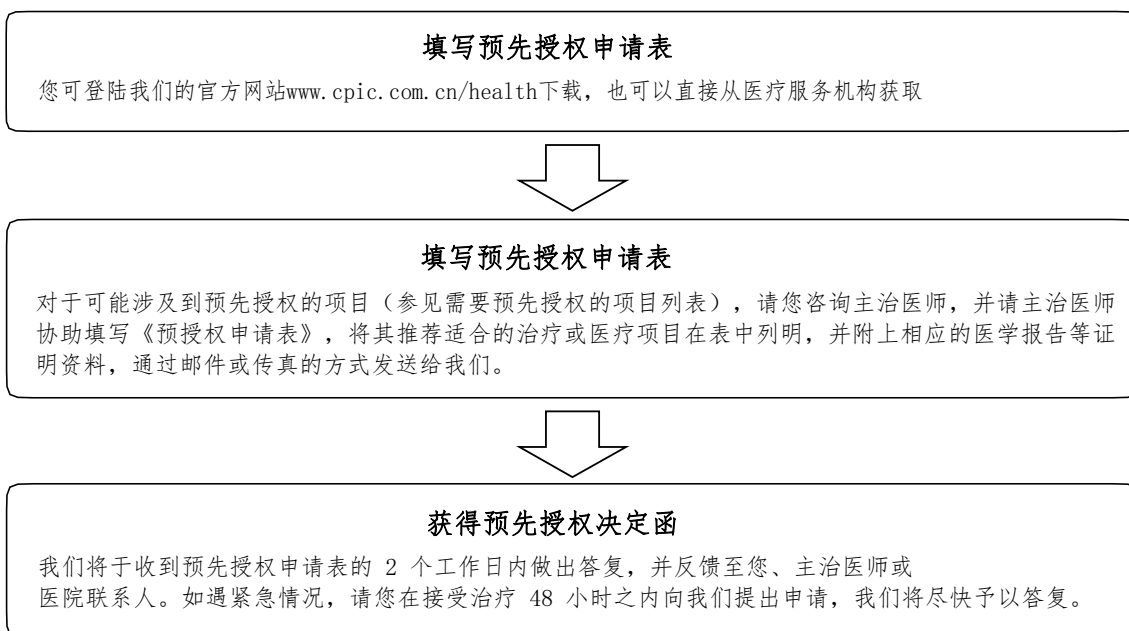 填写预先授权申请表
您可登陆我们的官方网站www.cpic.com.cn/health下载，也可以直接从医疗服务机构获取
填写预先授权申请表
对于可能涉及到预先授权的项目（参见需要预先授权的项目列表），请您咨询主治医师，并请主治医师
协助填写《预授权申请表》，将其推荐适合的治疗或医疗项目在表中列明，并附上相应的医学报告等证
明资料，通过邮件或传真的方式发送给我们。
获得预先授权决定函
我们将于收到预先授权申请表的 2 个工作日内做出答复，并反馈至您、主治医师或
医院联系人。如遇紧急情况，请您在接受治疗 48 小时之内向我们提出申请，我们将尽快予以答复。